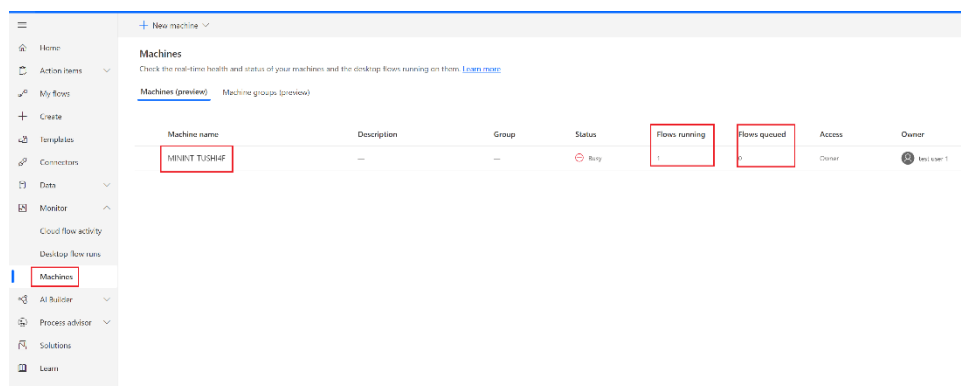 New machine
Home
Action items
My flows
Create
Templates
Connectors
Data
Monitor
Cloud flow activity
Desktop flow runs
Machines
AI Builder
Process advisor
Solutions
Learn
Machines
Check the real-time health and status of your machines and the desktop flows running on them. Learn more
Machines (preview) Machine groups (preview)
Machine name Description Group Status Flows running Flows queued Access Owner
MININT TUSHI4F — — Busy 1 0 Owner test user 1